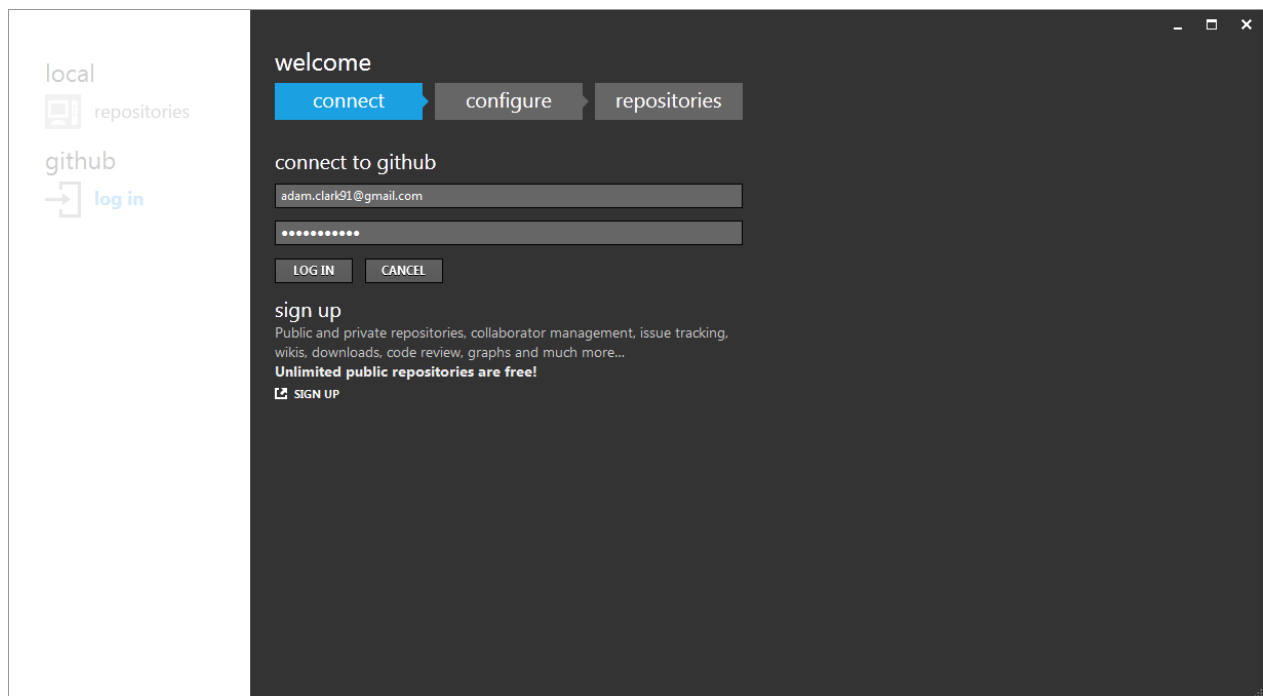 local
repositories
github
log in
welcome
connect
configure
repositories
connect to github
adam.clark91@gmail.com
•••••••••••
LOG IN
CANCEL
sign up
Public and private repositories, collaborator management, issue tracking,
wikis, downloads, code review, graphs and much more...
Unlimited public repositories are free!
SIGN UP